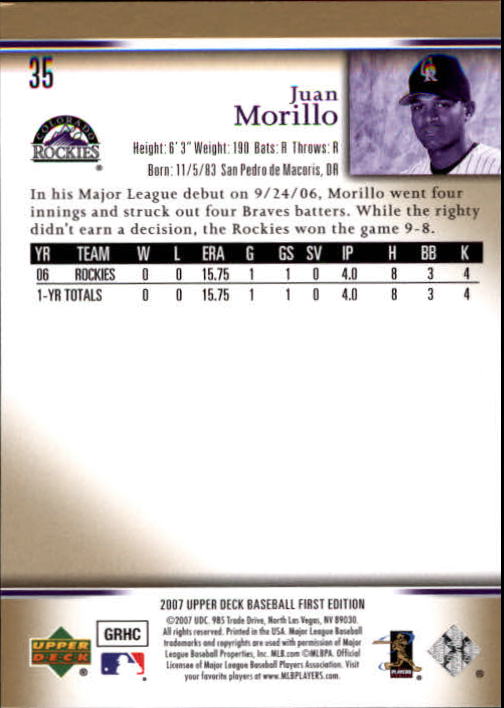 35
Juan
Morillo
COLORADO
ROCKIES
®
CR
Height: 6' 3" Weight: 190 Bats: R Throws: R
Born: 11/5/83 San Pedro de Macoris, DR
In his Major League debut on 9/24/06, Morillo went four
innings and struck out four Braves batters. While the righty
didn't earn a decision, the Rockies won the game 9-8.
YR TEAM W L ERA G GS SV IP H BB K
06 ROCKIES 0 0 15.75 1 1 0 4.0 8 3 4
1-YR TOTALS 0 0 15.75 1 1 0 4.0 8 3 4
2007 UPPER DECK BASEBALL FIRST EDITION
©2007 UDC. 985 Trade Drive, North Las Vegas, NV 89030.
All rights reserved. Printed in the USA. Major League Baseball
trademarks and copyrights are used with permission of Major
League Baseball Properties, Inc. MLB.com ©MLBPA. Official
Licensee of Major League Baseball Players Association. Visit
your favorite players at www.MLBPLAYERS.com.
UPPER
DECK
®
GRHC
®
PLAYERS
®